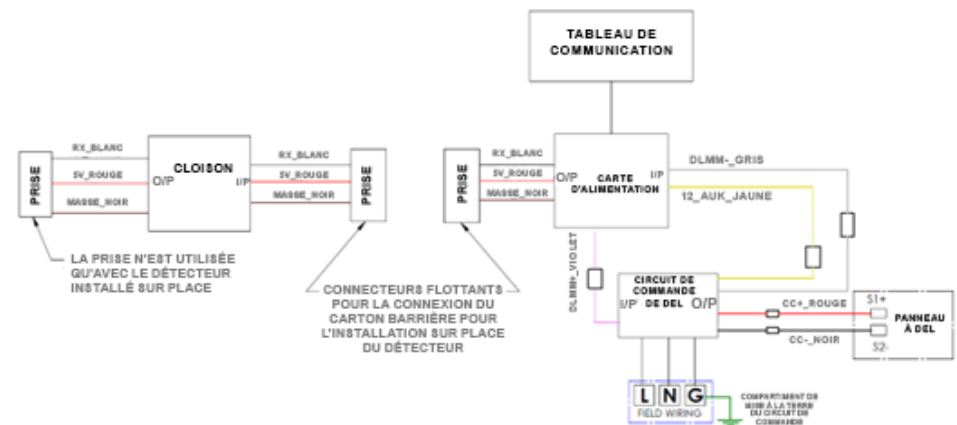 TABLEAU DE
COMMUNICATION
RX_BLANC
5V_ROUGE
MASSE_NOIR
PRISE
CLOISON
O/P
I/P
RX_BLANC
5V_ROUGE
MASSE_NOIR
PRISE
PRISE
RX_BLANC
5V_ROUGE
MASSE_NOIR
O/P
I/P
CARTE
D'ALIMENTATION
DLMM-_GRIS
12_AUK_JAUNE
LA PRISE N'EST UTILISÉE
QU'AVEC LE DÉTECTEUR
INSTALLÉ SUR PLACE
CONNECTEURS FLOTTANTS
POUR LA CONNEXION DU
CARTON BARRIÈRE POUR
L'INSTALLATION SUR PLACE
DU DÉTECTEUR
DLMM+_VIOLET
CIRCUIT DE
COMMANDE
DE DEL
I/P
O/P
CC+_ROUGE
CC-_NOIR
S1+
S2-
PANNEAU
À DEL
L N G
FIELD WIRING
COMPARTIMENT DE
MISE À LA TERRE
DU CIRCUIT DE
COMMANDE